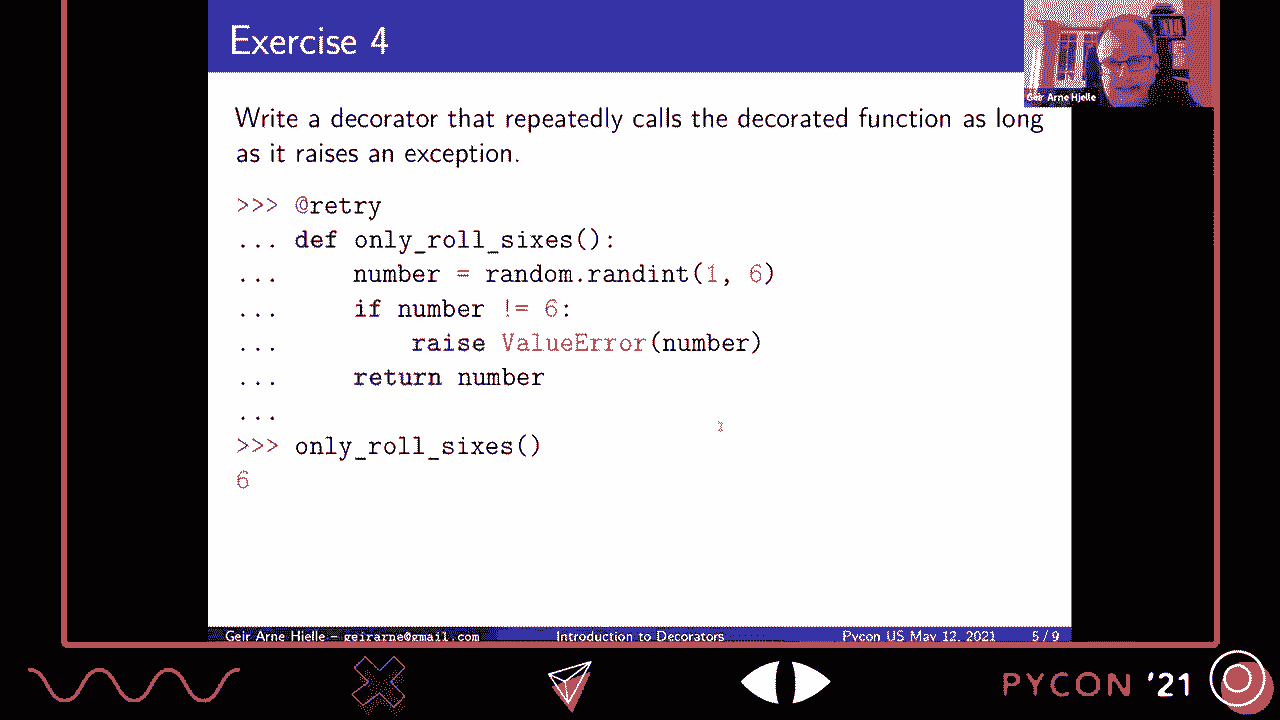 Exercise 4
Geir Arne Hjelle
Write a decorator that repeatedly calls the decorated function as long
as it raises an exception.
>>> @retry
... def only_roll_sixes():
...     number = random.randint(1, 6)
...     if number != 6:
...         raise ValueError(number)
...     return number
...
>>> only_roll_sixes()
6
Geir Arne Hjelle – geirarne@gmail.com Introduction to Decorators Pycon US May 12, 2021 5 / 9
PYCON '21